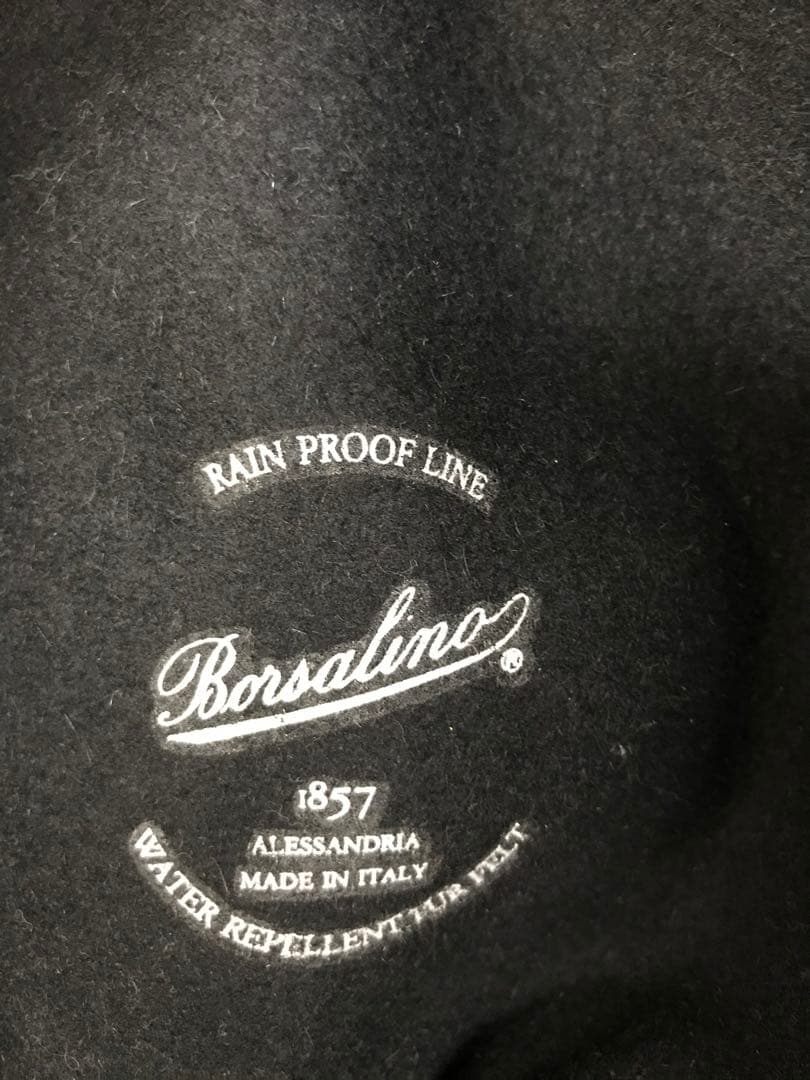 RAIN PROOF LINE
Borsalino®
1857
ALESSANDRIA
MADE IN ITALY
WATER REPELLENT FUR FELT